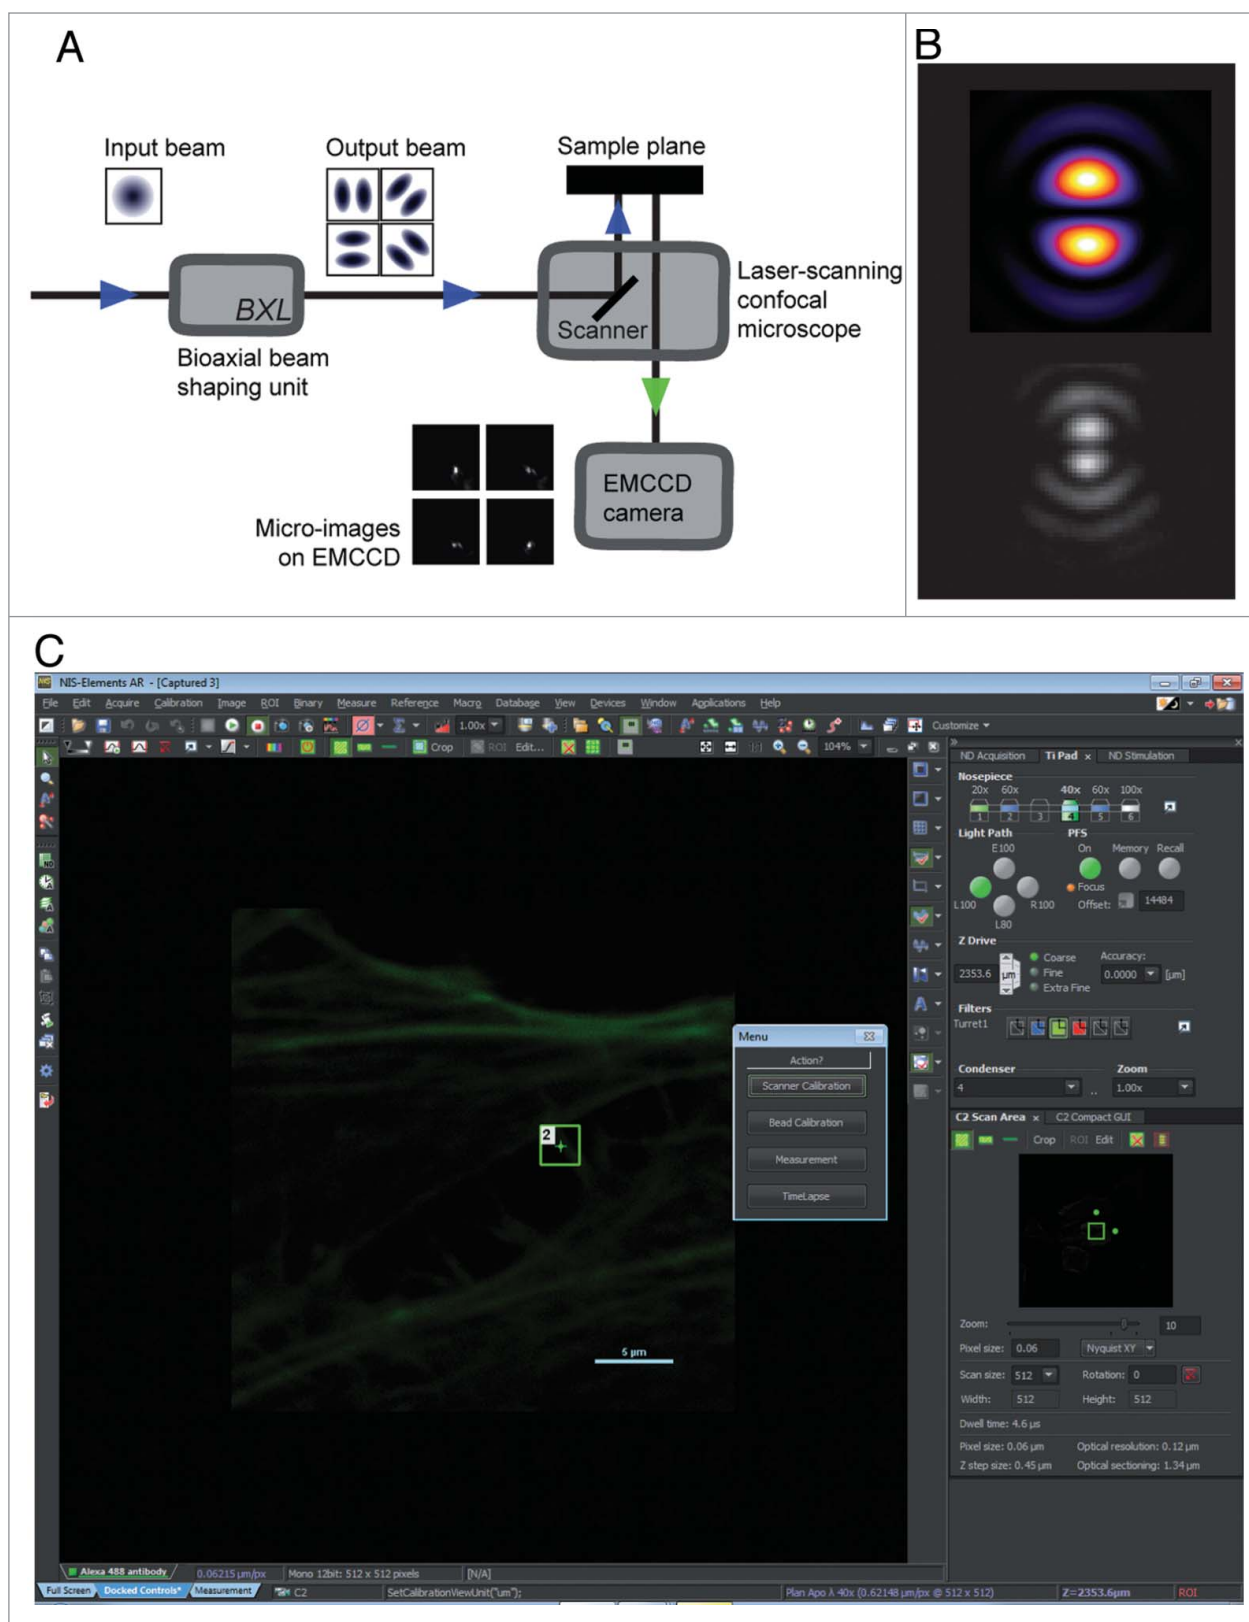 A
B
Input beam
Output beam
Sample plane
BXL
Bioaxial beam
shaping unit
Scanner
Laser-scanning
confocal
microscope
EMCCD
camera
Micro-images
on EMCCD
C
NIS-Elements AR - [Captured 3]
File Edit Acquire Calibration Image ROI Binary Measure Reference Macro Database View Devices Window Applications Help
1.00x Customize
Crop ROI Edit... 1:1 104%
ND Acquisition Ti Pad x ND Stimulation
Nosepiece
20x 60x 40x 60x 100x
1 2 3 4 5 6
Light Path PFS
E100 On Memory Recall
Focus
L100 R100 Offset: 14484
L80
Z Drive
Coarse Accuracy:
2353.6 µm Fine 0.0000 [µm]
Extra Fine
Filters
Turret1
Condenser Zoom
4 .. 1.00x
C2 Scan Area x C2 Compact GUI
Crop ROI Edit
Menu
Action?
Scanner Calibration
Bead Calibration
Measurement
TimeLapse
2
5 µm
Zoom: 10
Pixel size: 0.06 Nyquist XY
Scan size: 512 Rotation: 0
Width: 512 Height: 512
Dwell time: 4.6 µs
Pixel size: 0.06 µm Optical resolution: 0.12 µm
Z step size: 0.45 µm Optical sectioning: 1.34 µm
Alexa 488 antibody 0.06215 µm/px Mono 12bit: 512 x 512 pixels [N/A]
Full Screen Docked Controls* Measurement C2 SetCalibrationViewUnit("um"); Plan Apo λ 40x (0.62148 µm/px @ 512 x 512) Z=2353.6µm ROI